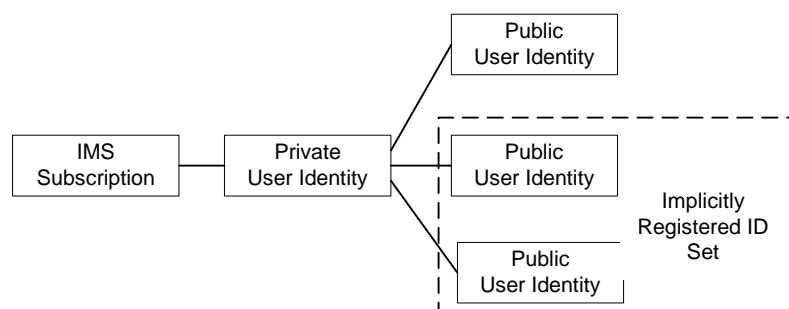 Public
User Identity
IMS
Subscription
Private
User Identity
Public
User Identity
Implicitly
Registered ID
Set
Public
User Identity